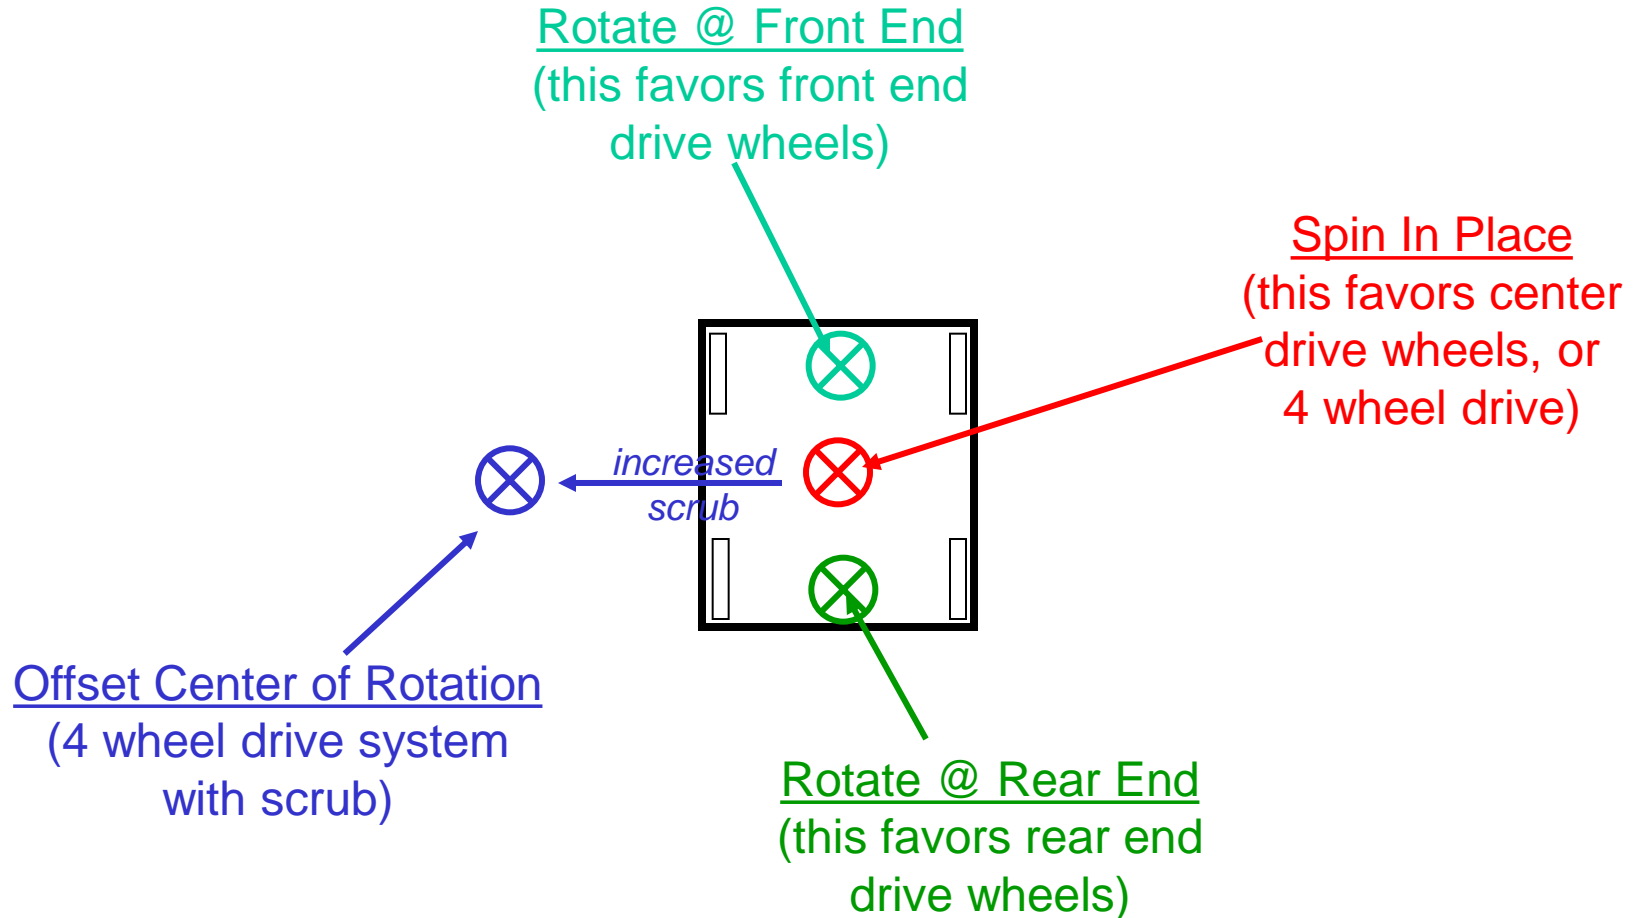 Rotate @ Front End
(this favors front end
drive wheels)
Spin In Place
(this favors center
drive wheels, or
4 wheel drive)
increased
scrub
Offset Center of Rotation
(4 wheel drive system
with scrub)
Rotate @ Rear End
(this favors rear end
drive wheels)